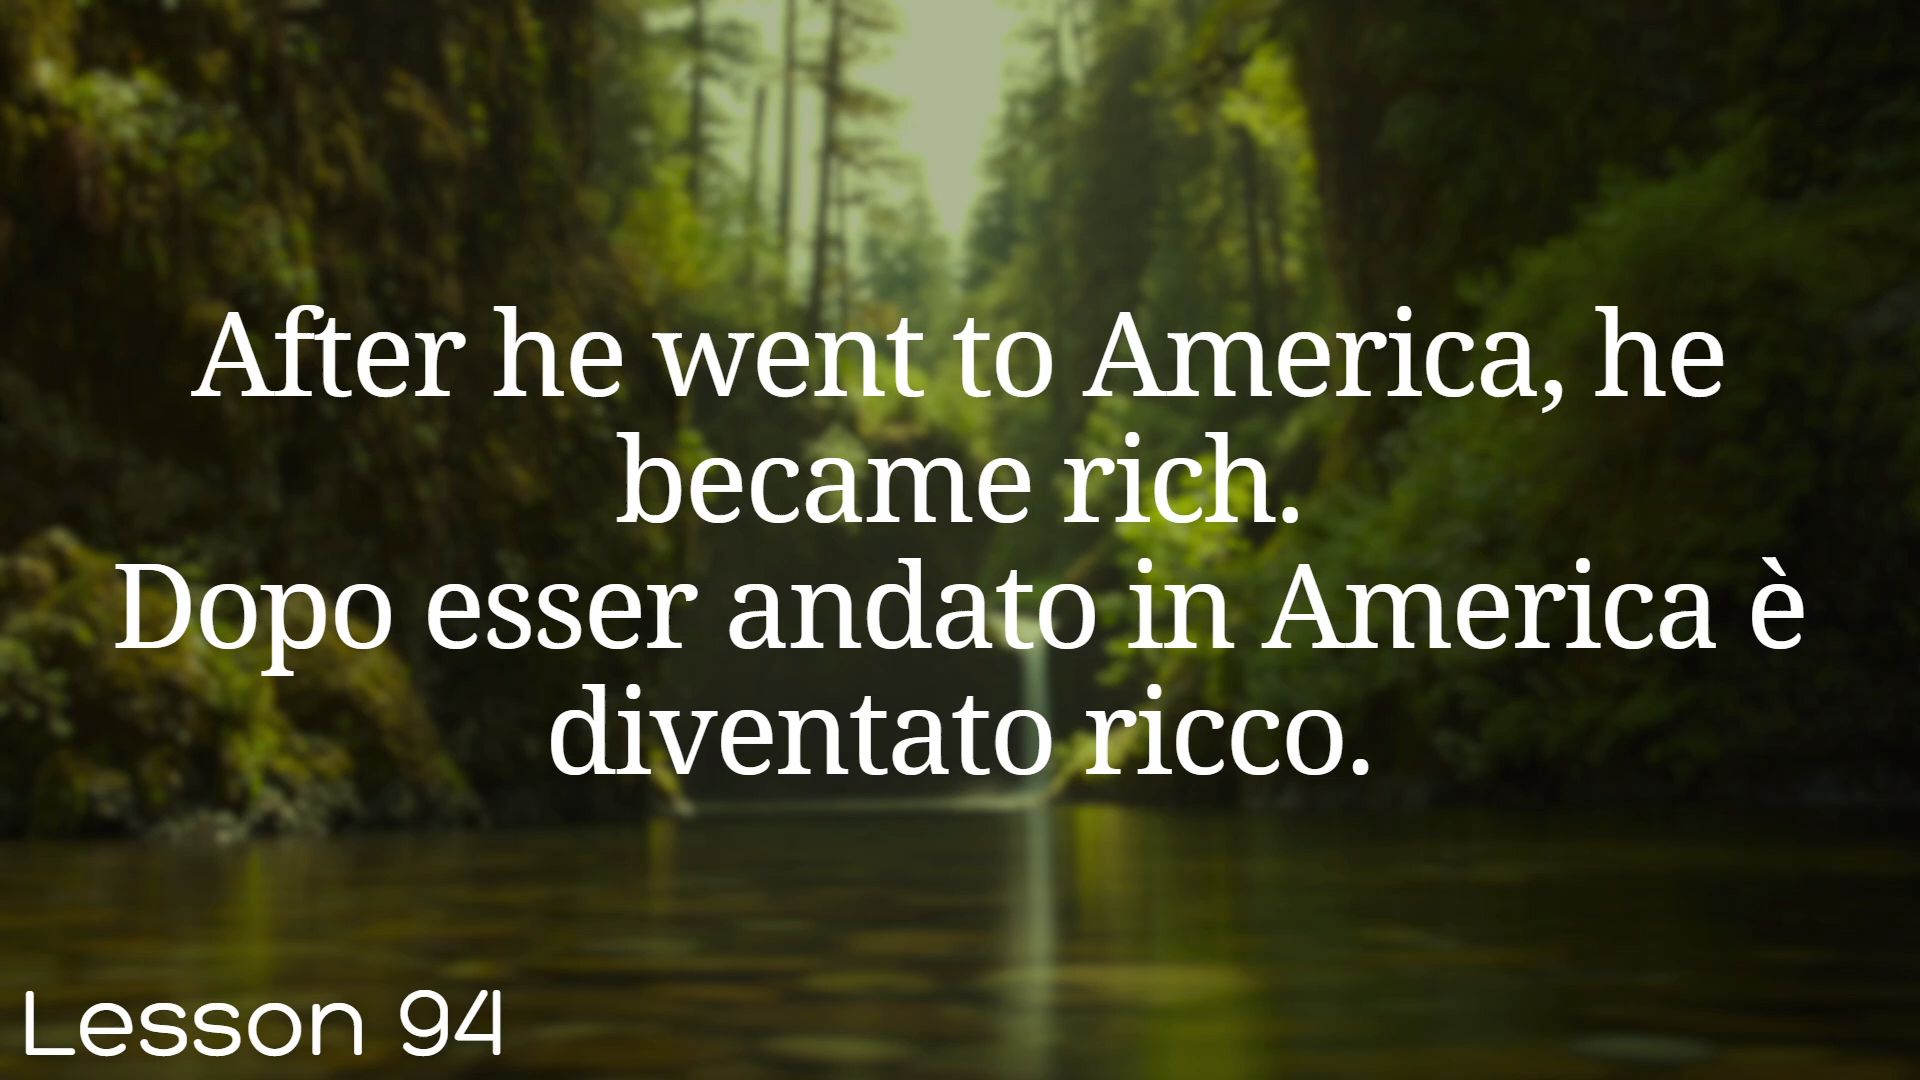 After he went to America, he
became rich.
Dopo esser andato in America è
diventato ricco.
Lesson 94